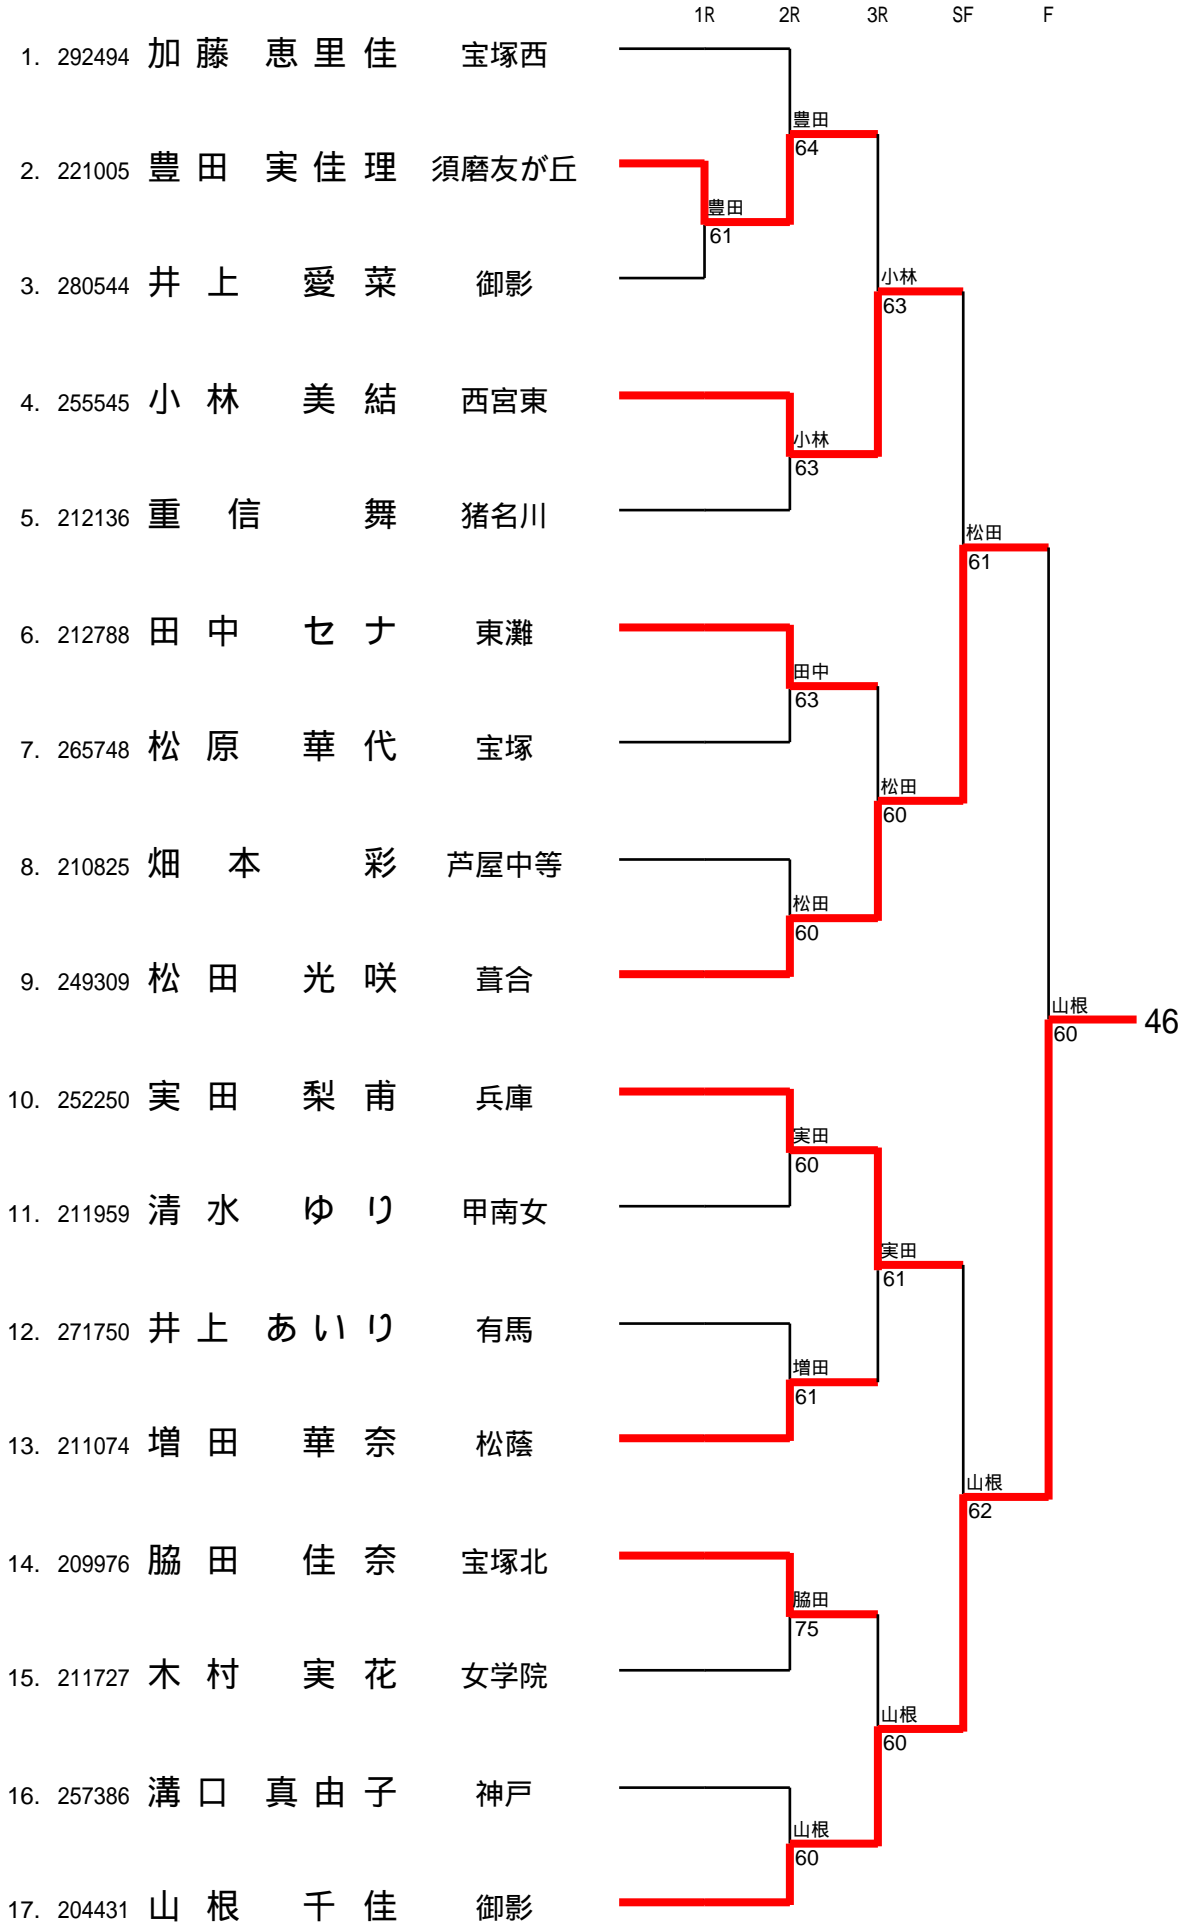 1R 2R 3R SF F
1. 292494 加藤 恵里佳 宝塚西
豊田
64
2. 221005 豊田 実佳理 須磨友が丘
豊田
61
3. 280544 井上 愛菜 御影
小林
63
4. 255545 小林 美結 西宮東
小林
63
5. 212136 重信 舞 猪名川
松田
61
6. 212788 田中 セナ 東灘
田中
63
7. 265748 松原 華代 宝塚
松田
60
8. 210825 畑本 彩 芦屋中等
松田
60
9. 249309 松田 光咲 葺合
山根
60 46
10. 252250 実田 梨甫 兵庫
実田
60
11. 211959 清水 ゆり 甲南女
実田
61
12. 271750 井上 あいり 有馬
増田
61
13. 211074 増田 華奈 松蔭
山根
62
14. 209976 脇田 佳奈 宝塚北
脇田
75
15. 211727 木村 実花 女学院
山根
60
16. 257386 溝口 真由子 神戸
山根
60
17. 204431 山根 千佳 御影